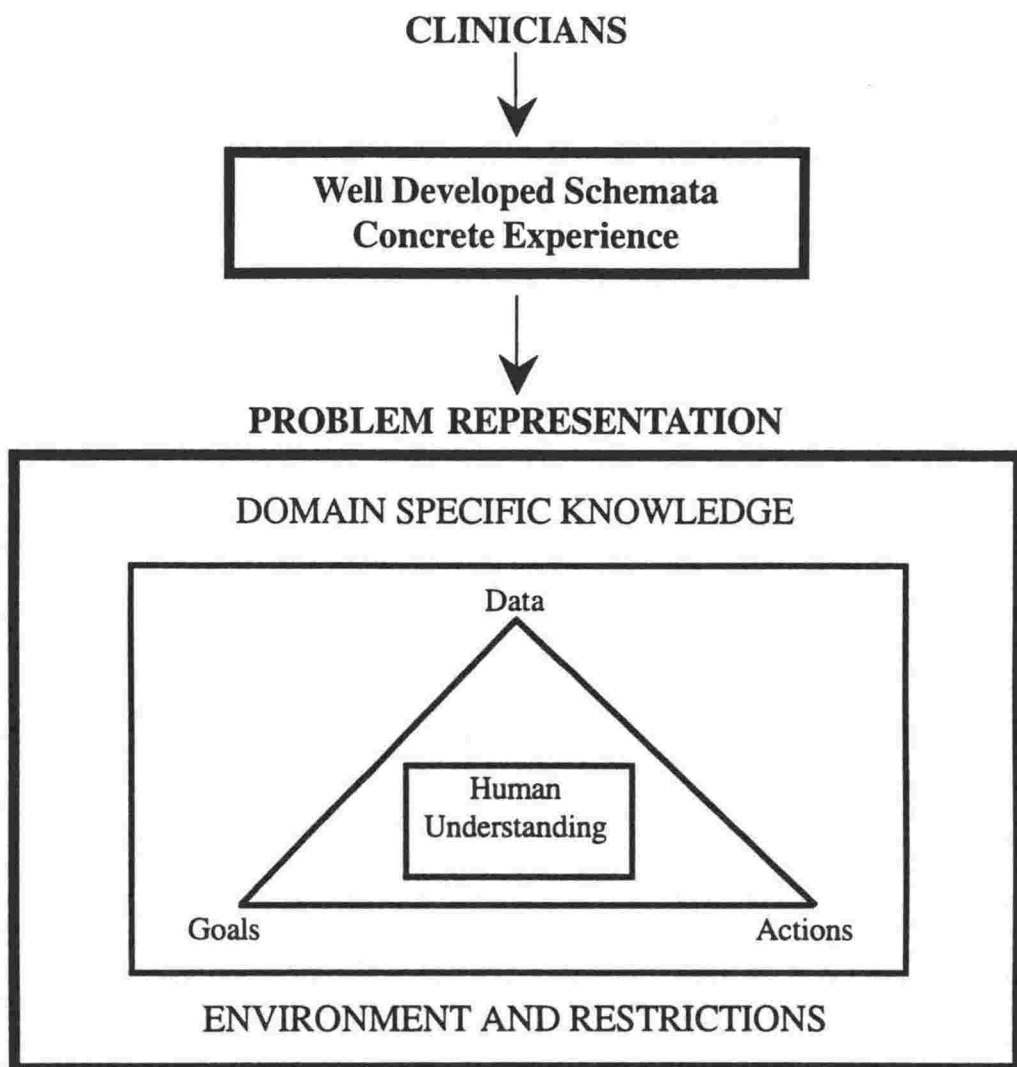 CLINICIANS
Well Developed Schemata
Concrete Experience
PROBLEM REPRESENTATION
DOMAIN SPECIFIC KNOWLEDGE
Data
Human
Understanding
Goals
Actions
ENVIRONMENT AND RESTRICTIONS